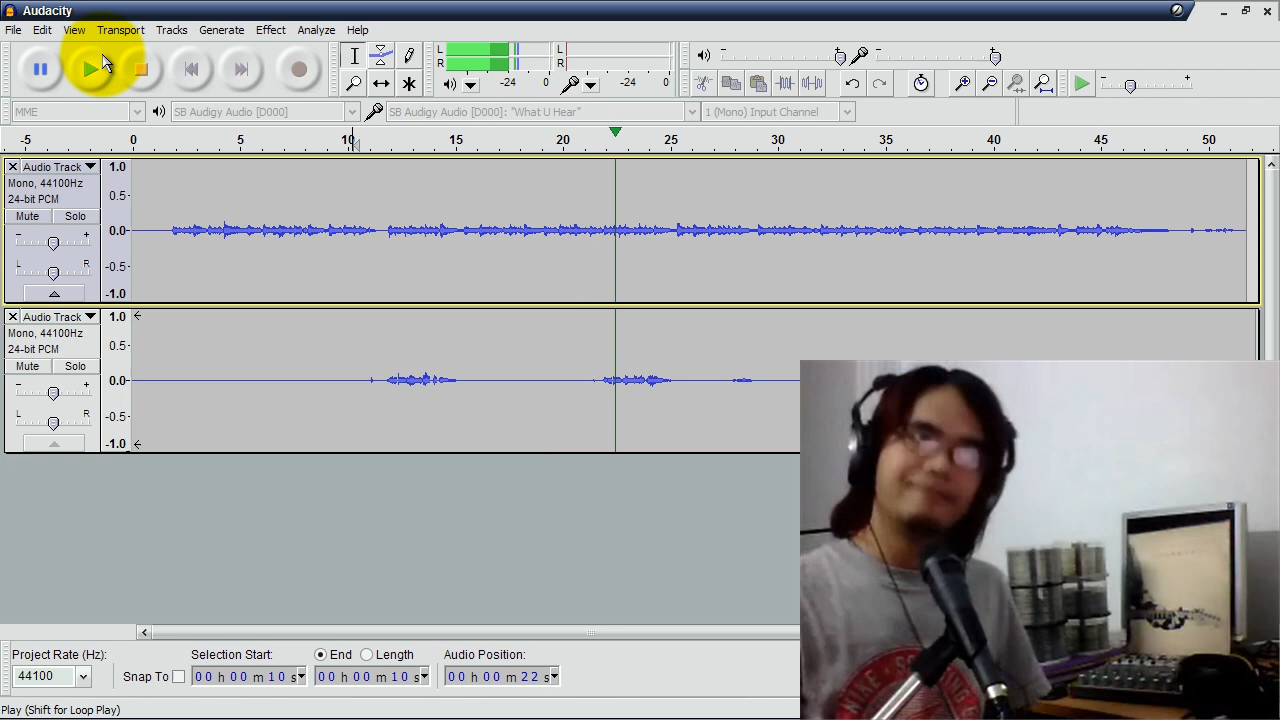 Audacity
File Edit View Transport Tracks Generate Effect Analyze Help
L R -24 0 L R -24 0
MME SB Audigy Audio [D000] SB Audigy Audio [D000]: "What U Hear" 1 (Mono) Input Channel
-5 0 5 10 15 20 25 30 35 40 45 50
Audio Track 1.0
Mono, 44100Hz
24-bit PCM 0.5
Mute Solo
- + 0.0
L R -0.5
-1.0
Audio Track 1.0
Mono, 44100Hz
24-bit PCM 0.5
Mute Solo
- + 0.0
L R -0.5
-1.0
Project Rate (Hz): Selection Start: End Length Audio Position:
44100 Snap To 00 h 00 m 10 s 00 h 00 m 10 s 00 h 00 m 22 s
Play (Shift for Loop Play)